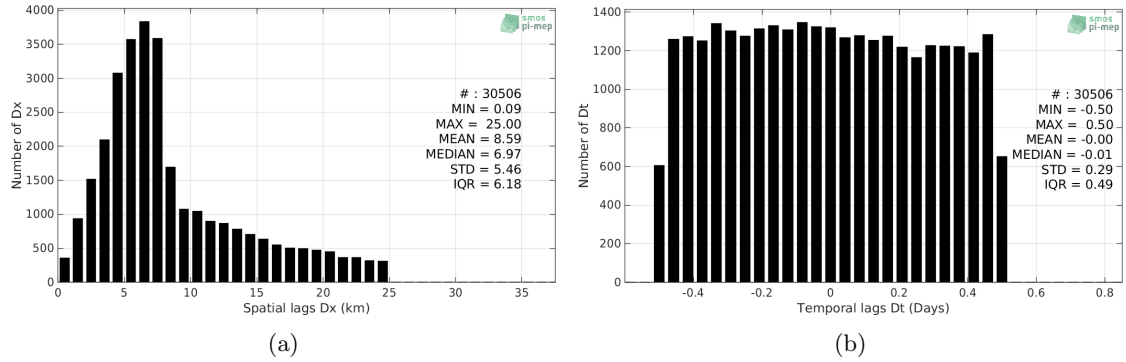 4000
3500
3000
2500
2000
1500
1000
500
0
Number of Dx
0 5 10 15 20 25 30 35
Spatial lags Dx (km)
smos
pi-mep
# : 30506
MIN = 0.09
MAX = 25.00
MEAN = 8.59
MEDIAN = 6.97
STD = 5.46
IQR = 6.18
(a)
1400
1200
1000
800
600
400
200
0
Number of Dt
-0.4 -0.2 0 0.2 0.4 0.6 0.8
Temporal lags Dt (Days)
smos
pi-mep
# : 30506
MIN = -0.50
MAX = 0.50
MEAN = -0.00
MEDIAN = -0.01
STD = 0.29
IQR = 0.49
(b)